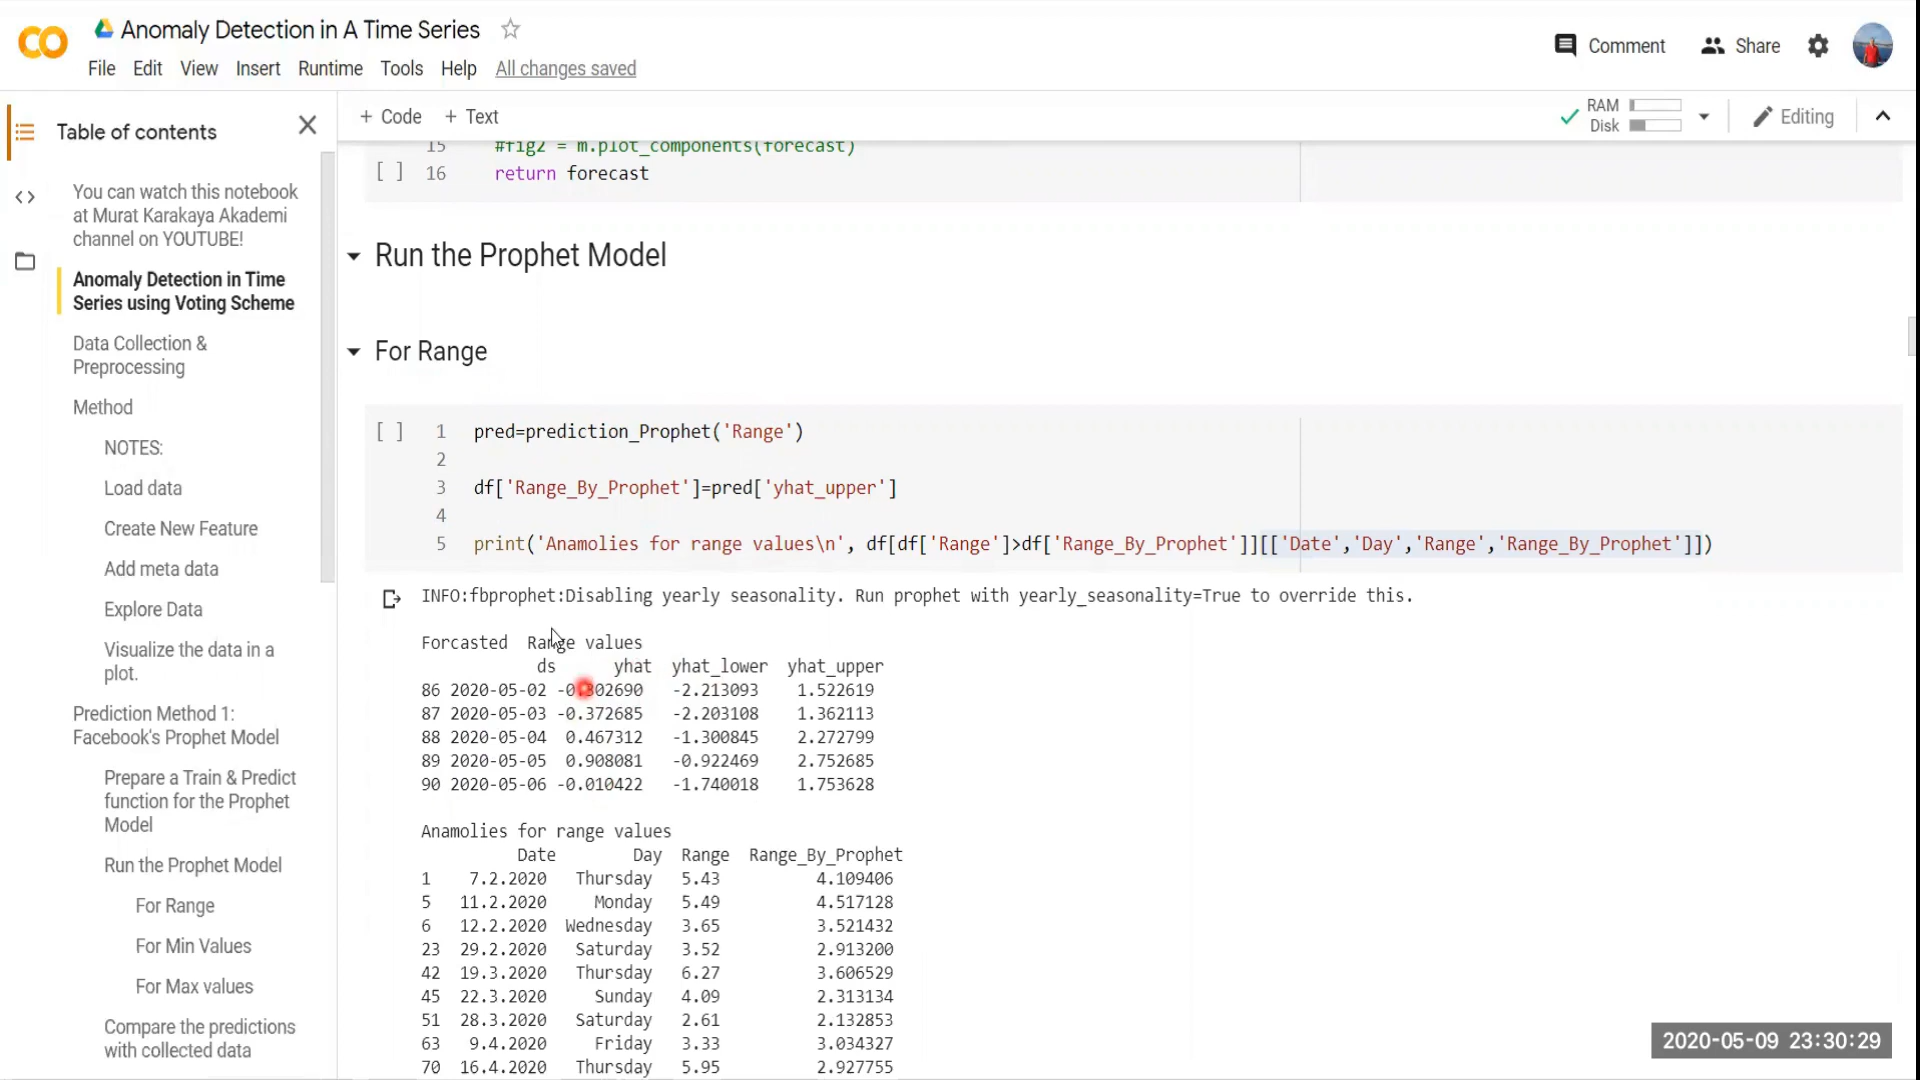 Anomaly Detection in A Time Series
File Edit View Insert Runtime Tools Help All changes saved
Comment Share
Table of contents
You can watch this notebook
at Murat Karakaya Akademi
channel on YOUTUBE!
Anomaly Detection in Time
Series using Voting Scheme
Data Collection &
Preprocessing
Method
NOTES:
Load data
Create New Feature
Add meta data
Explore Data
Visualize the data in a
plot.
Prediction Method 1:
Facebook's Prophet Model
Prepare a Train & Predict
function for the Prophet
Model
Run the Prophet Model
For Range
For Min Values
For Max values
Compare the predictions
with collected data
+ Code + Text
RAM
Disk
Editing
15 #fig2 = m.plot_components(forecast)
[ ] 16 return forecast
Run the Prophet Model
For Range
[ ] 1 pred=prediction_Prophet('Range')
2
3 df['Range_By_Prophet']=pred['yhat_upper']
4
5 print('Anamolies for range values\n', df[df['Range']>df['Range_By_Prophet']][['Date','Day','Range','Range_By_Prophet']])
INFO:fbprophet:Disabling yearly seasonality. Run prophet with yearly_seasonality=True to override this.
Forcasted Range values
ds yhat yhat_lower yhat_upper
86 2020-05-02 -0.302690 -2.213093 1.522619
87 2020-05-03 -0.372685 -2.203108 1.362113
88 2020-05-04 0.467312 -1.300845 2.272799
89 2020-05-05 0.908081 -0.922469 2.752685
90 2020-05-06 -0.010422 -1.740018 1.753628
Anamolies for range values
Date Day Range Range_By_Prophet
1 7.2.2020 Thursday 5.43 4.109406
5 11.2.2020 Monday 5.49 4.517128
6 12.2.2020 Wednesday 3.65 3.521432
23 29.2.2020 Saturday 3.52 2.913200
42 19.3.2020 Thursday 6.27 3.606529
45 22.3.2020 Sunday 4.09 2.313134
51 28.3.2020 Saturday 2.61 2.132853
63 9.4.2020 Friday 3.33 3.034327
70 16.4.2020 Thursday 5.95 2.927755
2020-05-09 23:30:29